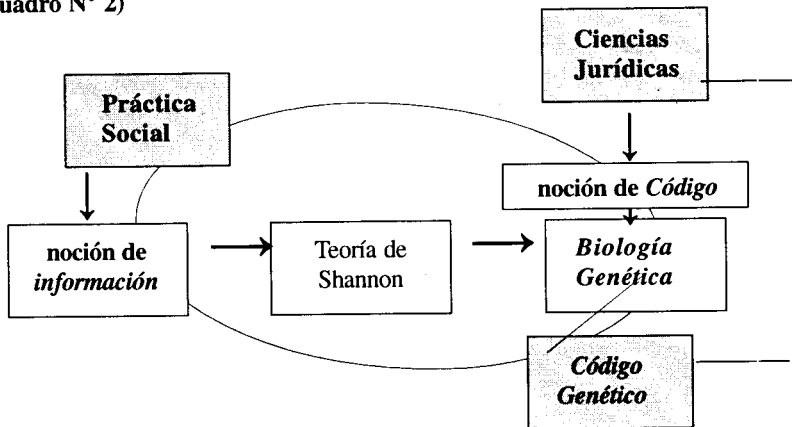 uadro N° 2)
Ciencias
Jurídicas
Práctica
Social
noción de Código
noción de
información
Teoría de
Shannon
Biología
Genética
Código
Genético